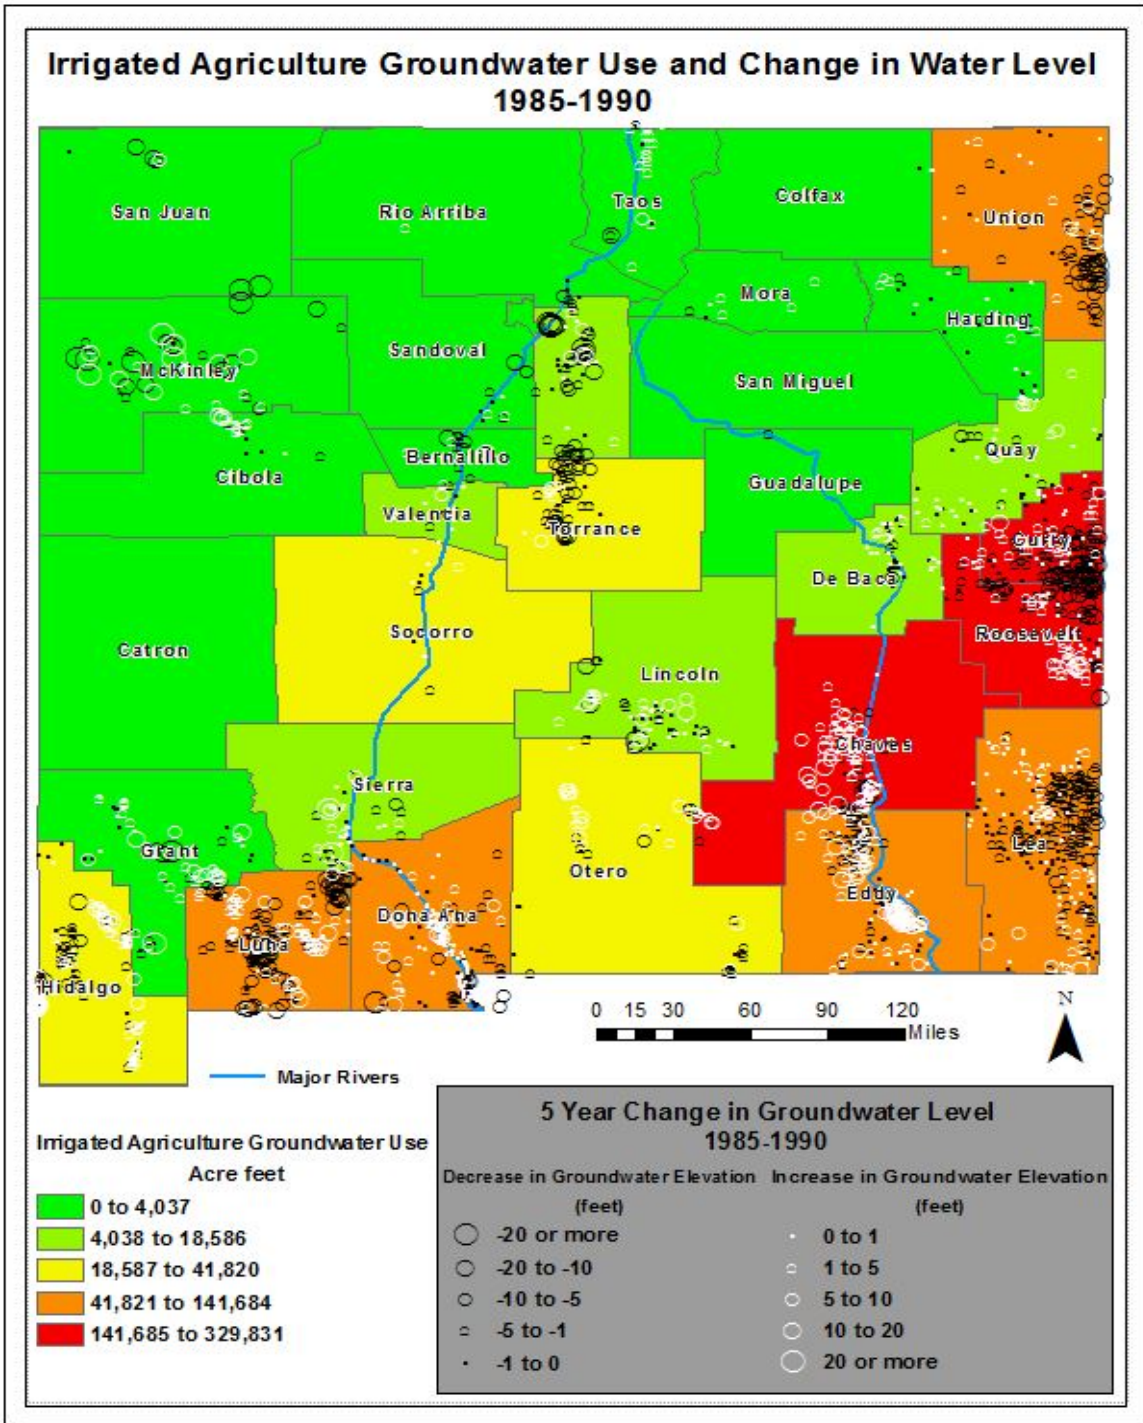 Irrigated Agriculture Groundwater Use and Change in Water Level
1985-1990
San Juan
Rio Arriba
Taos
Colfax
Union
Mora
Harding
McKinley
Sandoval
San Miguel
Quay
Cibola
Bernalillo
Guadalupe
Valencia
Torrance
Curry
De Baca
Roosevelt
Socorro
Catron
Lincoln
Chaves
Sierra
Grant
Lea
Otero
Eddy
Dona Ana
Luna
Hidalgo
N
0 15 30 60 90 120
Miles
Major Rivers
Irrigated Agriculture Groundwater Use
Acre feet
0 to 4,037
4,038 to 18,586
18,587 to 41,820
41,821 to 141,684
141,685 to 329,831
5 Year Change in Groundwater Level
1985-1990
Decrease in Groundwater Elevation
(feet)
-20 or more
-20 to -10
-10 to -5
-5 to -1
-1 to 0
Increase in Groundwater Elevation
(feet)
0 to 1
1 to 5
5 to 10
10 to 20
20 or more